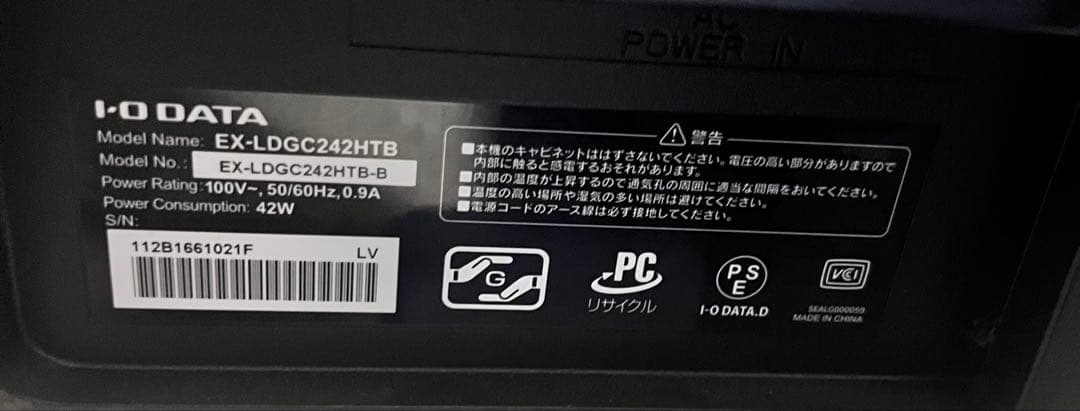 AC
POWER IN
I-O DATA
Model Name: EX-LDGC242HTB
Model No.: EX-LDGC242HTB-B
Power Rating: 100V~, 50/60Hz, 0.9A
Power Consumption: 42W
S/N:
112B1661021F LV
警告
■本機のキャビネットははずさないでください。電圧の高い部分がありますので
内部に触ると感電するおそれがあります。
■内部の温度が上昇するので通気孔の周囲に適当な間隔をおいてください。
■温度の高い場所や湿気の多い場所は避けてください。
■電源コードのアース線は必ず接地してください。
G
PC
リサイクル
PSE
I-O DATA.D
VCCI
SEALG000059
MADE IN CHINA